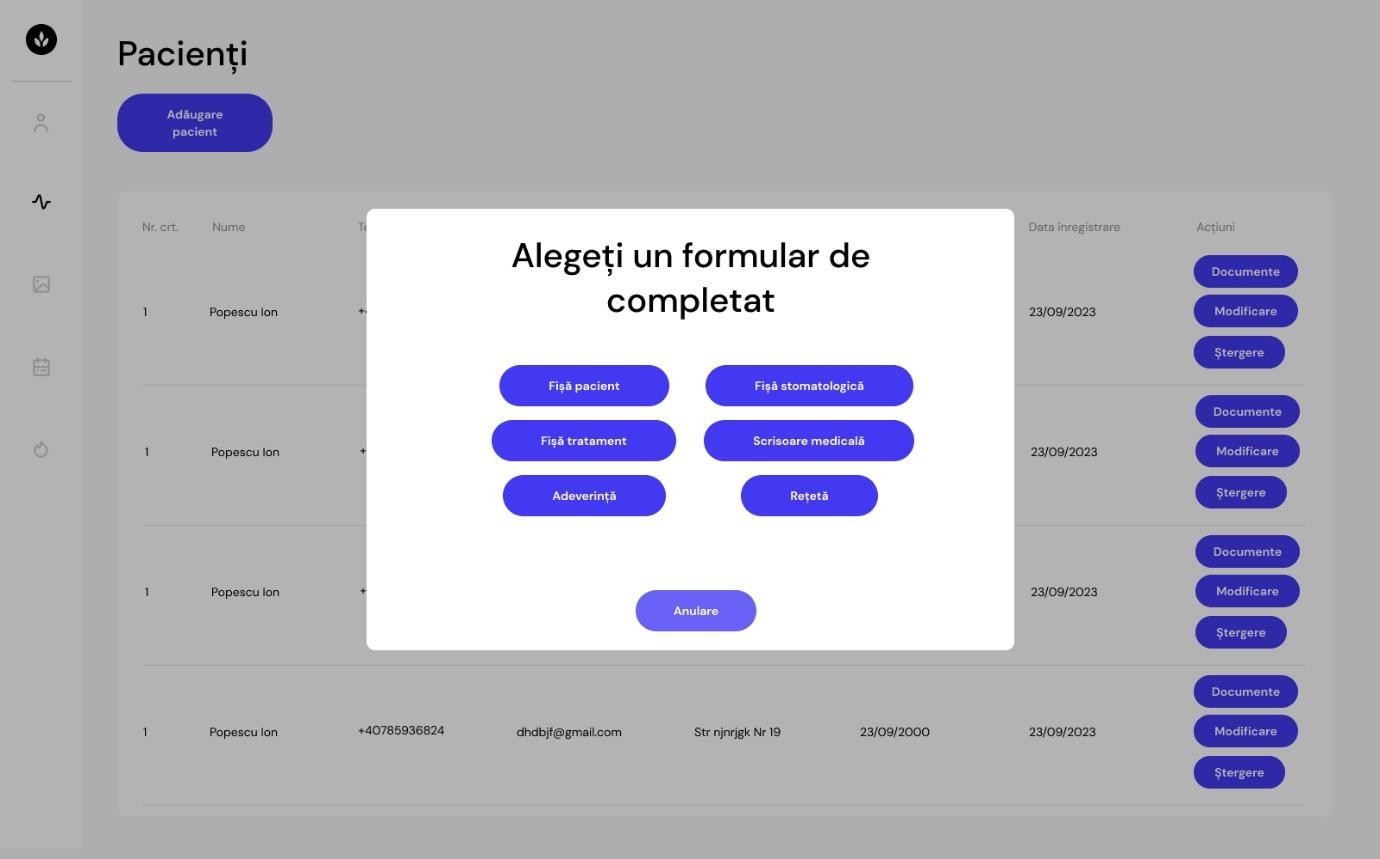 Pacienți
Adăugare
pacient
Nr. crt. Nume Data înregistrare Acțiuni
Alegeți un formular de
completat
1 Popescu Ion 23/09/2023
Documente
Modificare
Ștergere
Fișă pacient Fișă stomatologică
Fișă tratament Scrisoare medicală
Adeverință Rețetă
1 Popescu Ion + 23/09/2023
Documente
Modificare
Ștergere
1 Popescu Ion + 23/09/2023
Documente
Modificare
Ștergere
Anulare
1 Popescu Ion +40785936824 dhdbjf@gmail.com Str njnrjgk Nr 19 23/09/2000 23/09/2023
Documente
Modificare
Ștergere